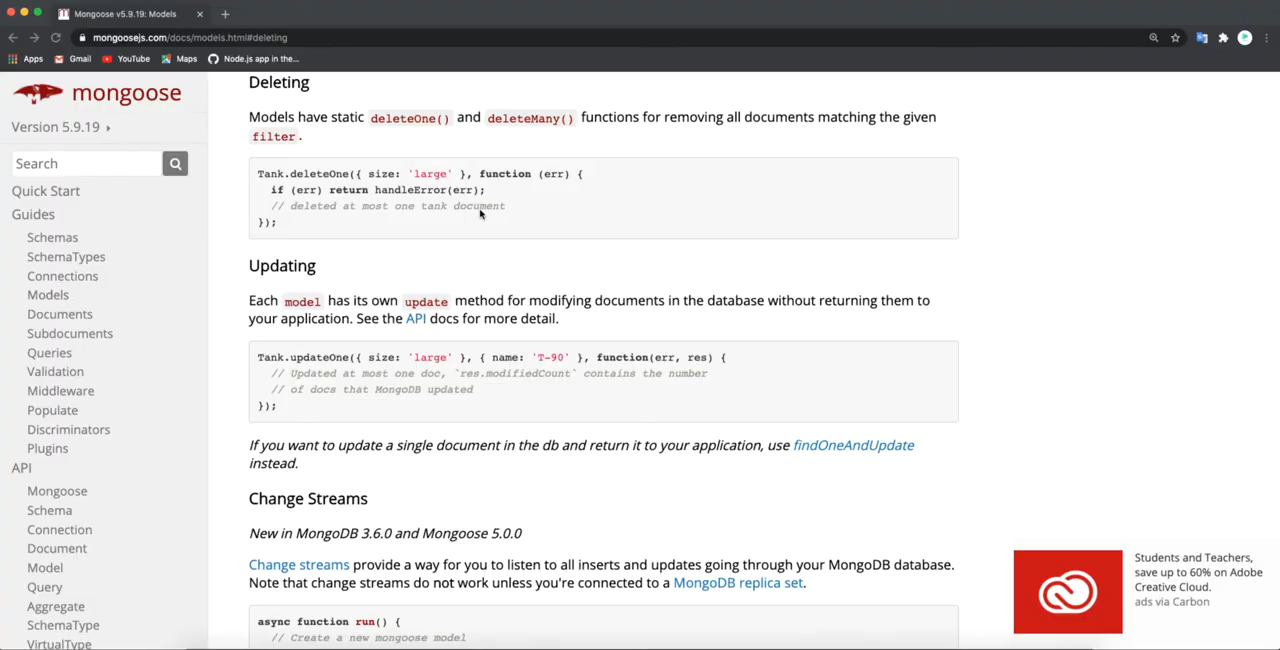 Mongoose v5.9.19: Models
mongoosejs.com/docs/models.html#deleting
Apps Gmail YouTube Maps Node.js app in the...
mongoose
Version 5.9.19
Search
Quick Start
Guides
Schemas
SchemaTypes
Connections
Models
Documents
Subdocuments
Queries
Validation
Middleware
Populate
Discriminators
Plugins
API
Mongoose
Schema
Connection
Document
Model
Query
Aggregate
SchemaType
VirtualType
Deleting
Models have static deleteOne() and deleteMany() functions for removing all documents matching the given
filter.
Tank.deleteOne({ size: 'large' }, function (err) {
if (err) return handleError(err);
// deleted at most one tank document
});
Updating
Each model has its own update method for modifying documents in the database without returning them to
your application. See the API docs for more detail.
Tank.updateOne({ size: 'large' }, { name: 'T-90' }, function(err, res) {
// Updated at most one doc, `res.modifiedCount` contains the number
// of docs that MongoDB updated
});
If you want to update a single document in the db and return it to your application, use findOneAndUpdate
instead.
Change Streams
New in MongoDB 3.6.0 and Mongoose 5.0.0
Change streams provide a way for you to listen to all inserts and updates going through your MongoDB database.
Note that change streams do not work unless you're connected to a MongoDB replica set.
async function run() {
// Create a new mongoose model
Students and Teachers,
save up to 60% on Adobe
Creative Cloud.
ads via Carbon